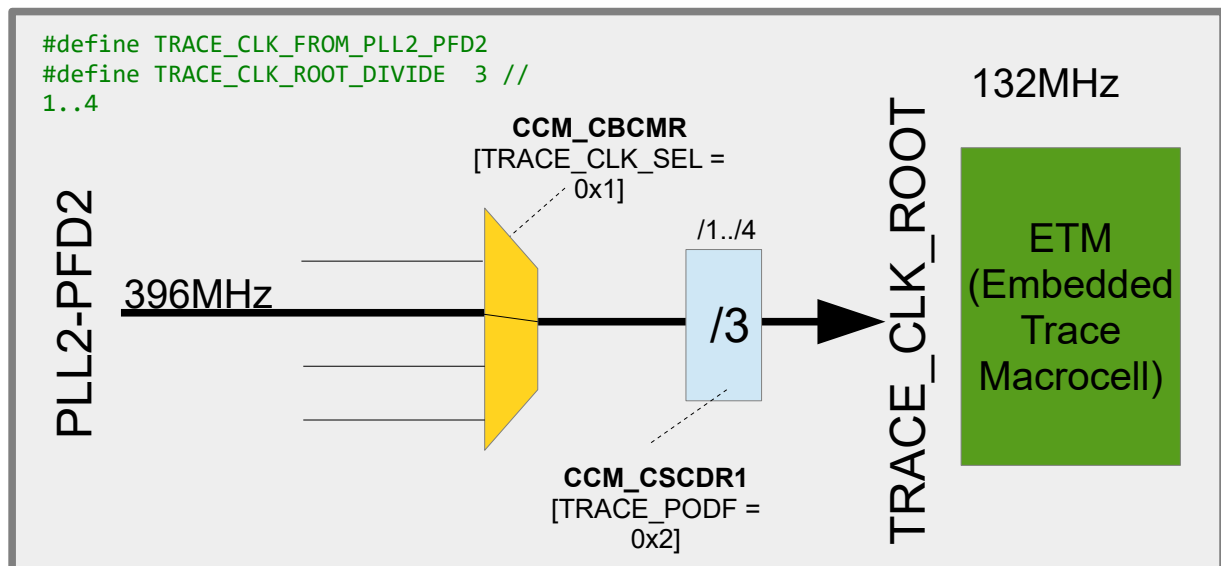 #define TRACE_CLK_FROM_PLL2_PFD2
#define TRACE_CLK_ROOT_DIVIDE  3 //
1..4
132MHz
CCM_CBCMR
[TRACE_CLK_SEL =
0x1]
PLL2-PFD2
396MHz
/1../4
/3
TRACE_CLK_ROOT
ETM
(Embedded
Trace
Macrocell)
CCM_CSCDR1
[TRACE_PODF =
0x2]